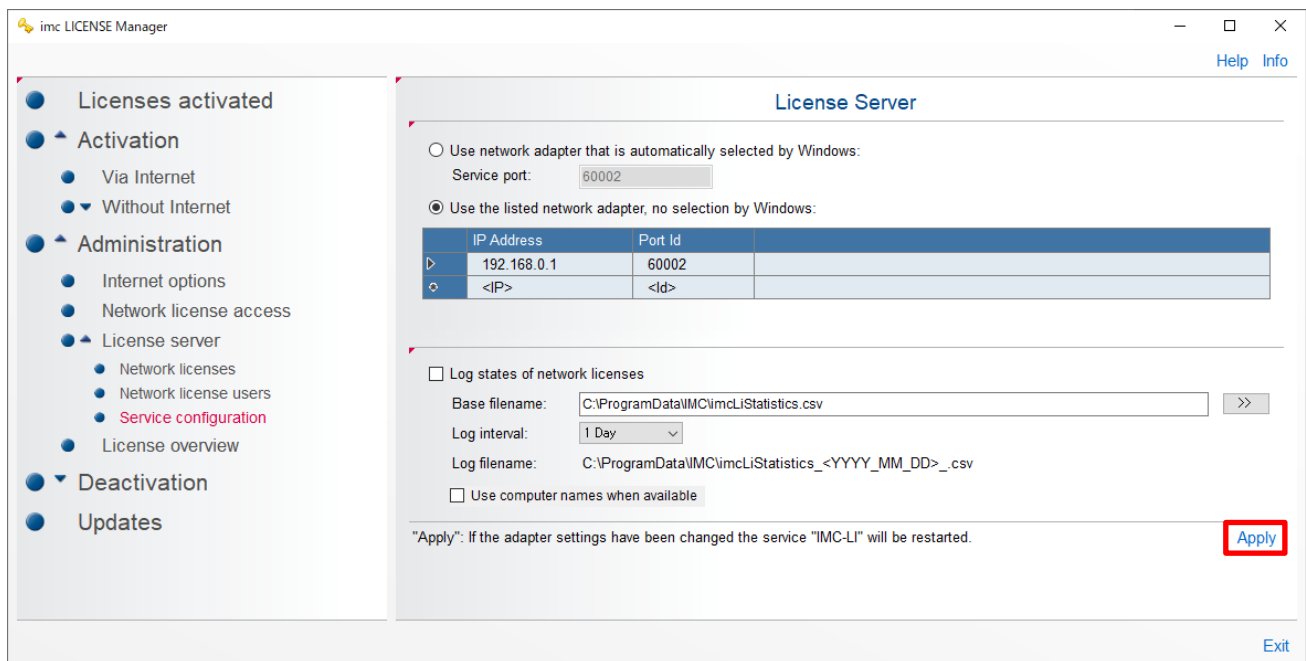 imc LICENSE Manager
Help Info
Licenses activated
Activation
Via Internet
Without Internet
Administration
Internet options
Network license access
License server
Network licenses
Network license users
Service configuration
License overview
Deactivation
Updates
License Server
Use network adapter that is automatically selected by Windows:
Service port: 60002
Use the listed network adapter, no selection by Windows:
IP Address Port Id
192.168.0.1 60002
<IP> <Id>
Log states of network licenses
Base filename: C:\ProgramData\IMC\imcLiStatistics.csv >>
Log interval: 1 Day
Log filename: C:\ProgramData\IMC\imcLiStatistics_<YYYY_MM_DD>_.csv
Use computer names when available
"Apply": If the adapter settings have been changed the service "IMC-LI" will be restarted. Apply
Exit